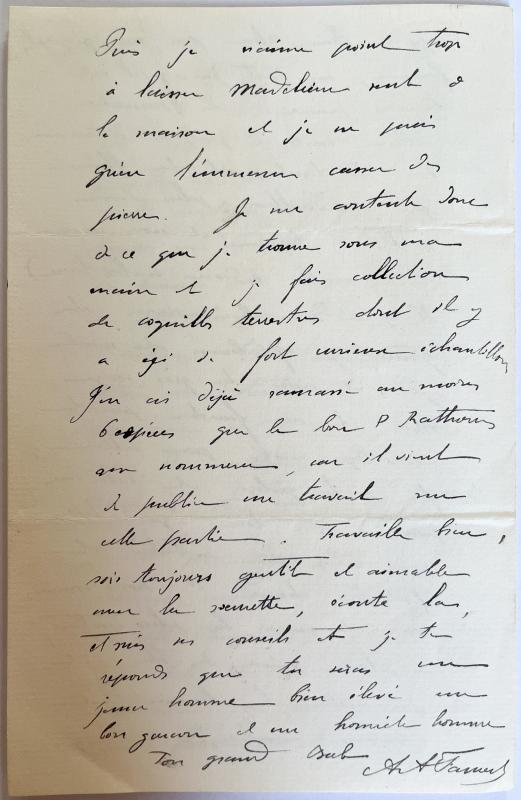 Puis je n'aime point trop
à laisser Madeleine seule à
la maison et je ne puis
guère l'emmener casser des
pierres. Je me contente donc
de ce que je trouve sous ma
main et je fais collection
de coquilles terrestres dont il y
a ici de fort curieux échantillons
J'en ai déjà ramassé au moins
6 espèces que le bon P
me nommera, car il vient
de publier un travail sur
cette partie. Travaille bien,
sois toujours gentil et aimable
avec la, écoute la,
et suis ses conseils et je te
réponds que tu seras un
jeune homme bien élevé un
bon garçon et un honnête homme
Ton grand